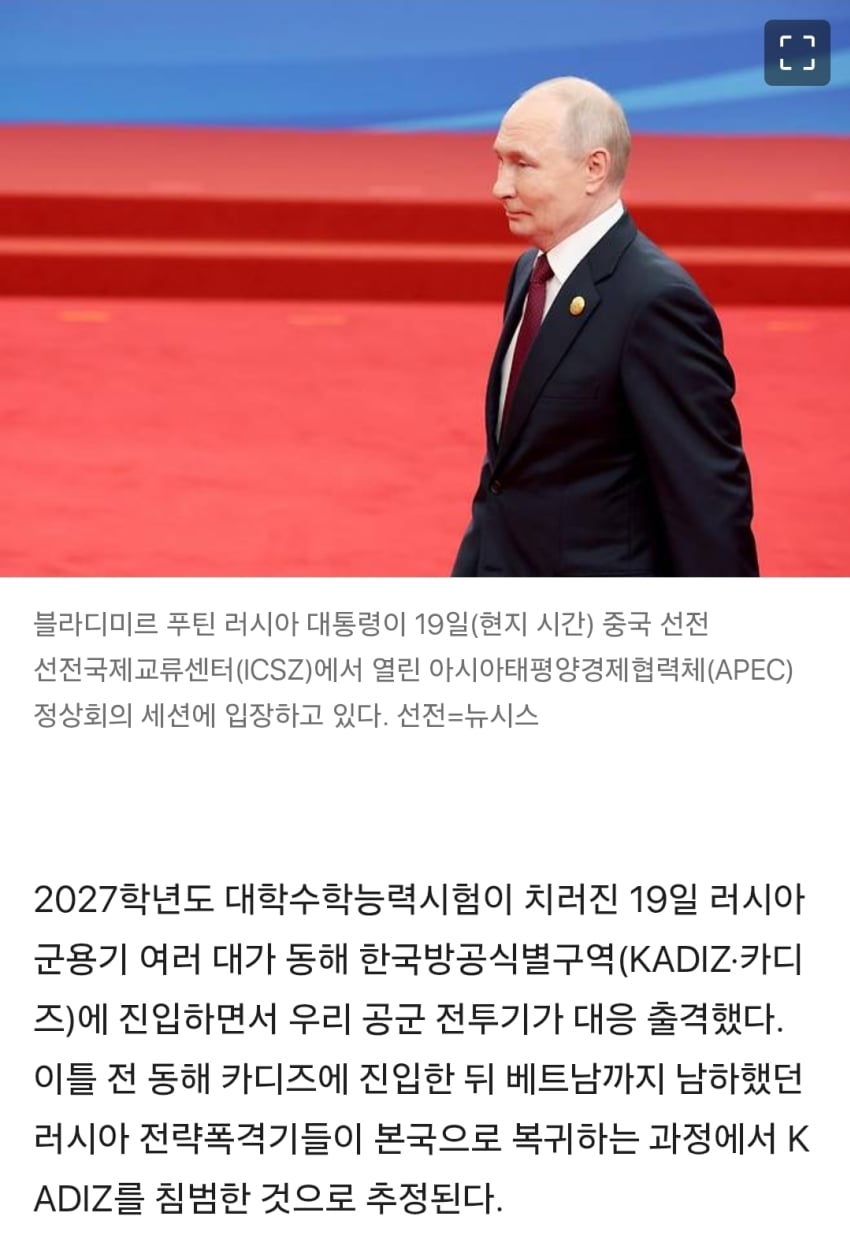 블라디미르 푸틴 러시아 대통령이 19일(현지 시간) 중국 선전
선전국제교류센터(ICSZ)에서 열린 아시아태평양경제협력체(APEC)
정상회의 세션에 입장하고 있다. 선전=뉴시스
2027학년도 대학수학능력시험이 치러진 19일 러시아
군용기 여러 대가 동해 한국방공식별구역(KADIZ·카디
즈)에 진입하면서 우리 공군 전투기가 대응 출격했다.
이틀 전 동해 카디즈에 진입한 뒤 베트남까지 남하했던
러시아 전략폭격기들이 본국으로 복귀하는 과정에서 K
ADIZ를 침범한 것으로 추정된다.